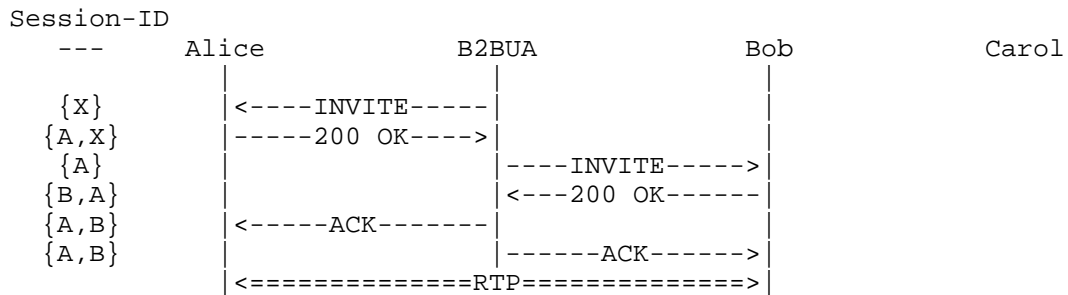 Session-ID
   ---     Alice            B2BUA             Bob            Carol
             |                |                |
   {X}       |<----INVITE-----|                |
  {A,X}      |-----200 OK---->|                |
   {A}       |                |----INVITE----->|
  {B,A}      |                |<---200 OK------|
  {A,B}      |<-----ACK-------|                |
  {A,B}      |                |------ACK------>|
             |<==============RTP==============>|